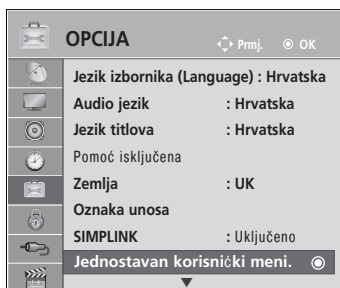 OPCIJA Prmj. OK
Jezik izbornika (Language) : Hrvatska
Audio jezik : Hrvatska
Jezik titlova : Hrvatska
Pomoć isključena
Zemlja : UK
Oznaka unosa
SIMPLINK : Uključeno
Jednostavan korisnički meni.